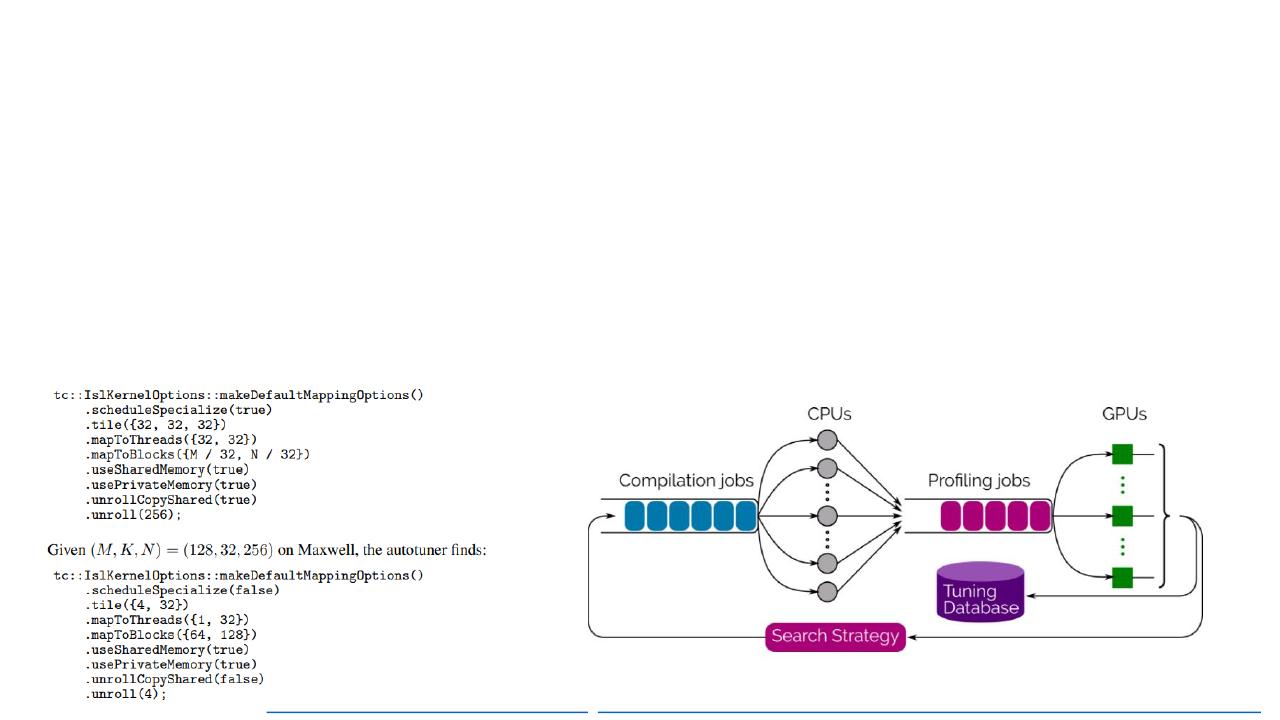 tc::IslKernelOptions::makeDefaultMappingOptions()
.scheduleSpecialize(true)
.tile({32, 32, 32})
.mapToThreads({32, 32})
.mapToBlocks({M / 32, N / 32})
.useSharedMemory(true)
.usePrivateMemory(true)
.unrollCopyShared(true)
.unroll(256);
Given (M, K, N) = (128, 32, 256) on Maxwell, the autotuner finds:
tc::IslKernelOptions::makeDefaultMappingOptions()
.scheduleSpecialize(false)
.tile({4, 32})
.mapToThreads({1, 32})
.mapToBlocks({64, 128})
.useSharedMemory(true)
.usePrivateMemory(true)
.unrollCopyShared(false)
.unroll(4);
CPUs
GPUs
Compilation jobs
Profiling jobs
Tuning
Database
Search Strategy